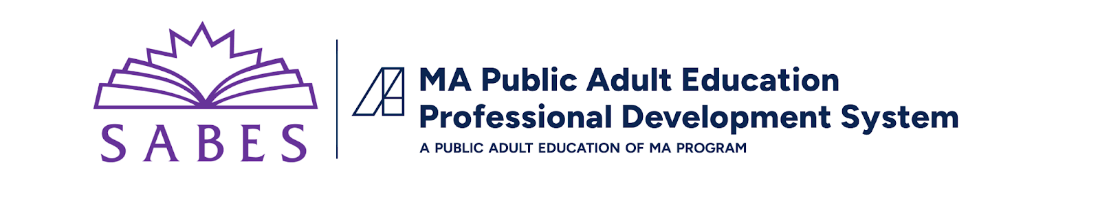 SABES
MA Public Adult Education
Professional Development System
A PUBLIC ADULT EDUCATION OF MA PROGRAM